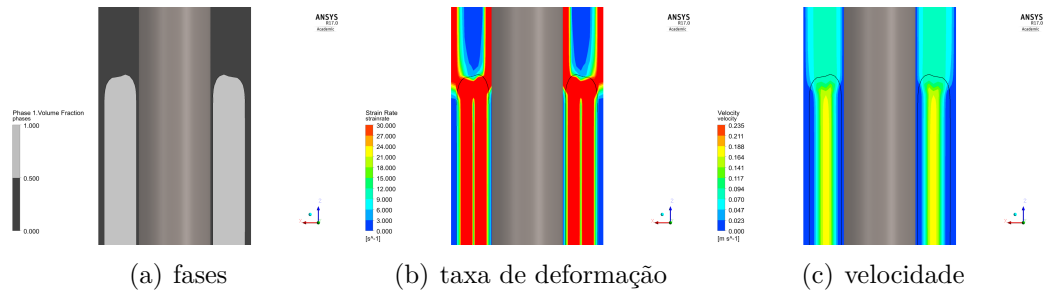 ANSYS
R17.0
Academic
Phase 1.Volume Fraction
phases
1.000
0.500
0.000
Z
X
(a) fases
ANSYS
R17.0
Academic
Strain Rate
strainrate
30.000
27.000
24.000
21.000
18.000
15.000
12.000
9.000
6.000
3.000
0.000
[s^-1]
Z
X
(b) taxa de deformação
ANSYS
R17.0
Academic
Velocity
velocity
0.235
0.211
0.188
0.164
0.141
0.117
0.094
0.070
0.047
0.023
0.000
[m s^-1]
Z
X
(c) velocidade